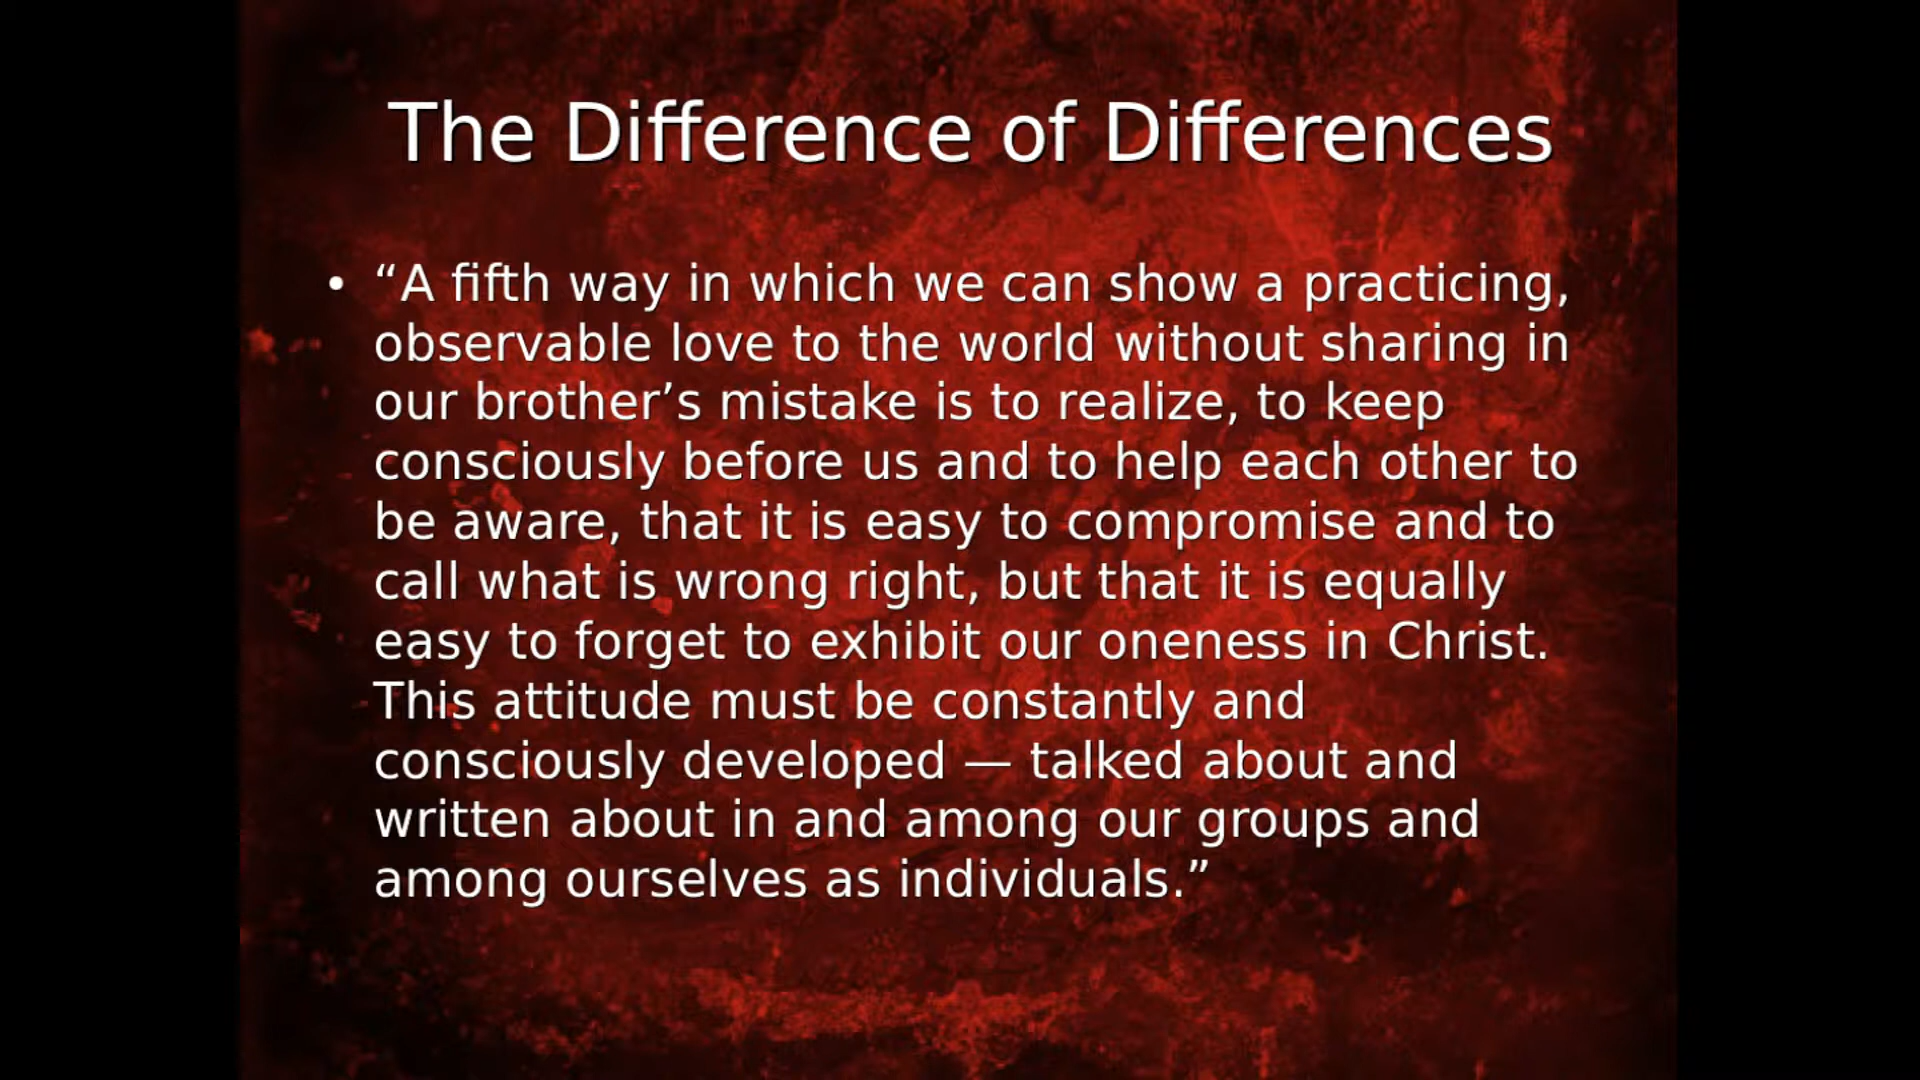 The Difference of Differences
• “A fifth way in which we can show a practicing,
observable love to the world without sharing in
our brother’s mistake is to realize, to keep
consciously before us and to help each other to
be aware, that it is easy to compromise and to
call what is wrong right, but that it is equally
easy to forget to exhibit our oneness in Christ.
This attitude must be constantly and
consciously developed — talked about and
written about in and among our groups and
among ourselves as individuals.”